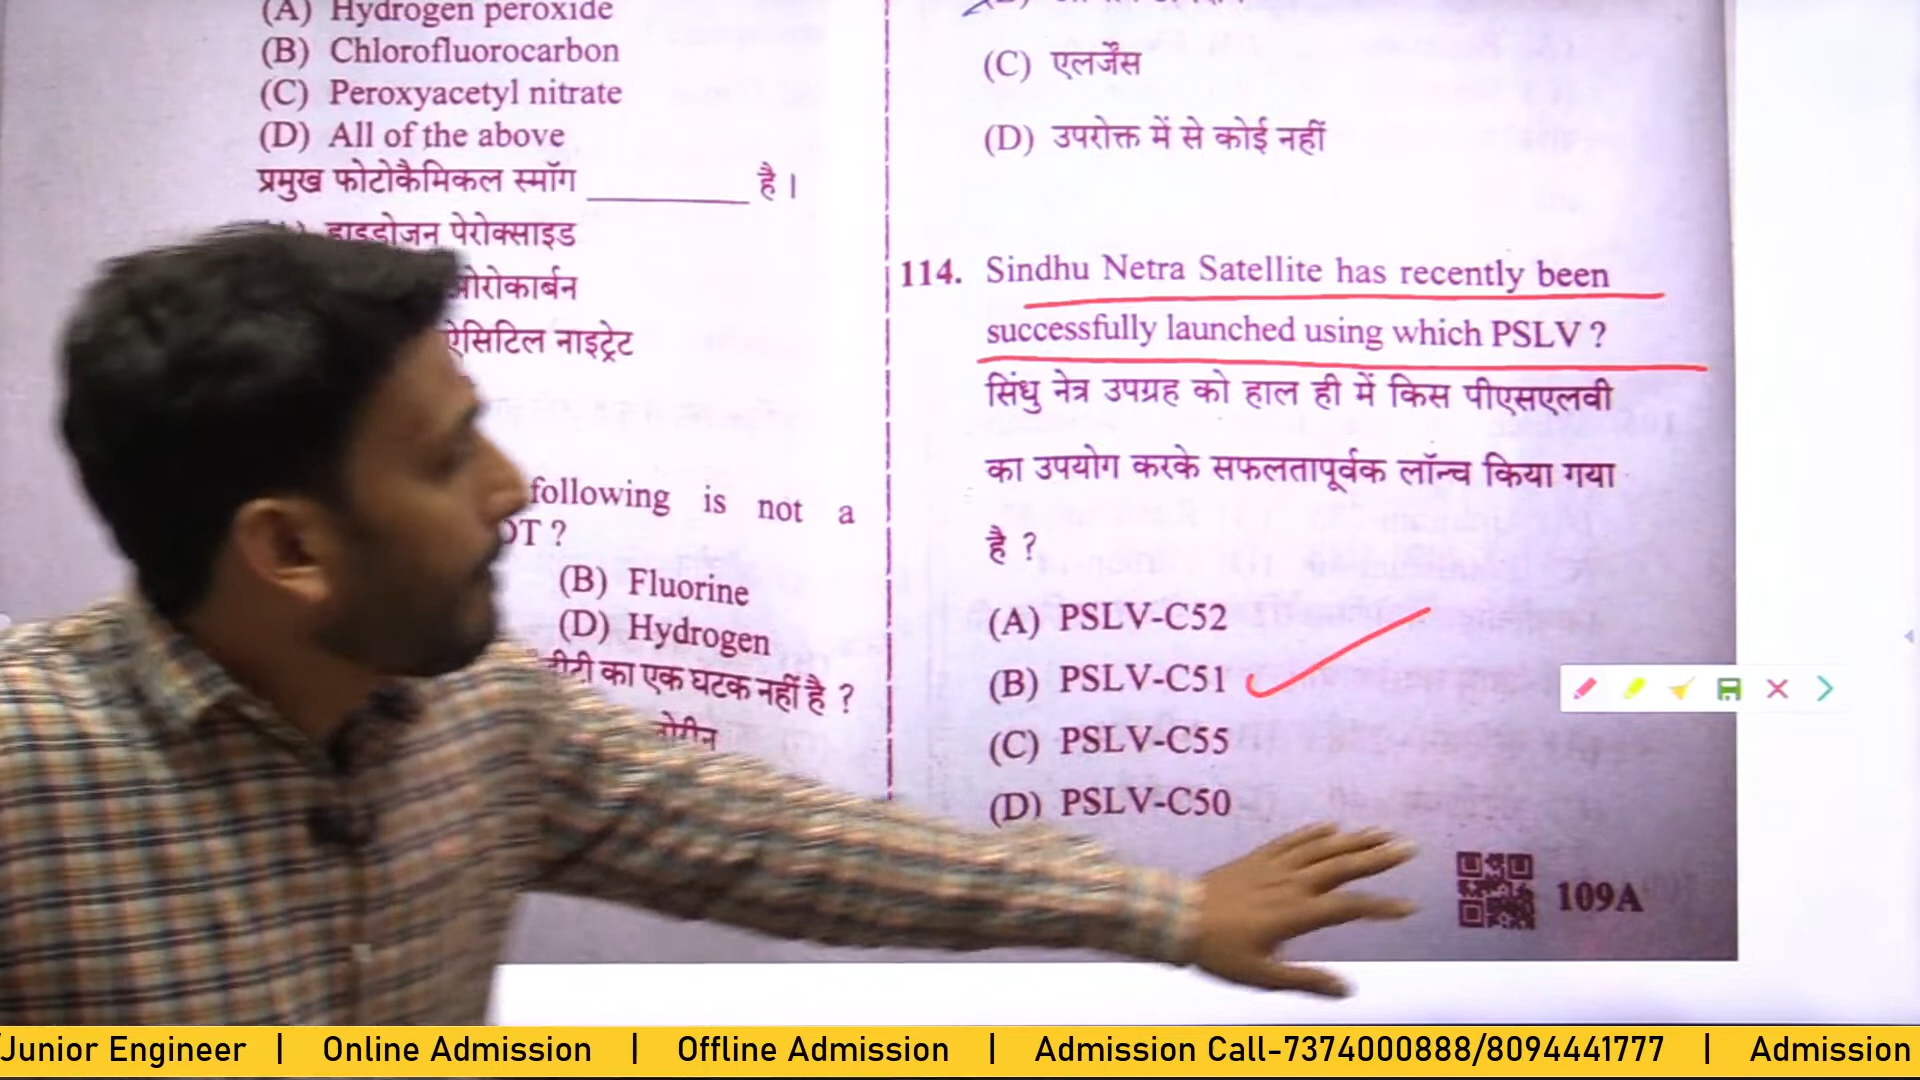 (A) Hydrogen peroxide
(B) Chlorofluorocarbon
(C) Peroxyacetyl nitrate
(D) All of the above
प्रमुख फोटोकैमिकल स्मॉग ________ है।
हाइड्रोजन पेरोक्साइड
ऐसिटिल नाइट्रेट
following is not a
OT ?
(B) Fluorine
(D) Hydrogen
का एक घटक नहीं है ?
(C) एलर्जेंस
(D) उपरोक्त में से कोई नहीं
114. Sindhu Netra Satellite has recently been
successfully launched using which PSLV ?
सिंधु नेत्र उपग्रह को हाल ही में किस पीएसएलवी
का उपयोग करके सफलतापूर्वक लॉन्च किया गया
है ?
(A) PSLV-C52
(B) PSLV-C51
(C) PSLV-C55
(D) PSLV-C50
109A
Junior Engineer | Online Admission | Offline Admission | Admission Call-7374000888/8094441777 | Admission